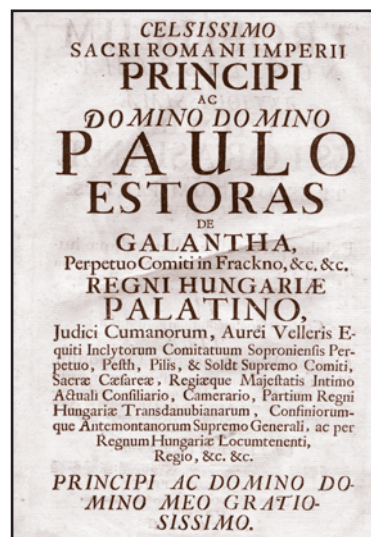 CELSISSIMO
SACRI ROMANI IMPERII
PRINCIPI
AC
DOMINO DOMINO
PAULO
ESTORAS
DE
GALANTHA,
Perpetuo Comiti in Frackno, &c. &c.
REGNI HUNGARIÆ
PALATINO,
Judici Cumanorum, Aurei Velleris E-
quiti Inclytorum Comitatuum Soproniensis Per-
petuo, Pesth, Pilis, & Soldt Supremo Comiti,
Sacræ Cæsareæ, Regiæque Majestatis Intimo
Actuali Consiliario, Camerario, Partium Regni
Hungariæ Transdanubianarum, Confiniorum-
que Antemontanorum Supremo Generali, ac per
Regnum Hungariæ Locumtenenti,
Regio, &c. &c.
PRINCIPI AC DOMINO DO-
MINO MEO GRATIO-
SISSIMO.